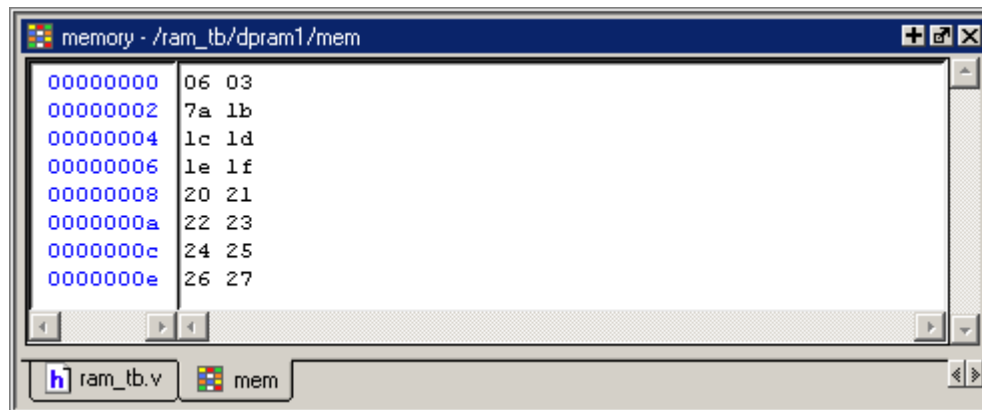 memory - /ram_tb/dpram1/mem
00000000 06 03
00000002 7a 1b
00000004 1c 1d
00000006 1e 1f
00000008 20 21
0000000a 22 23
0000000c 24 25
0000000e 26 27
h ram_tb.v mem